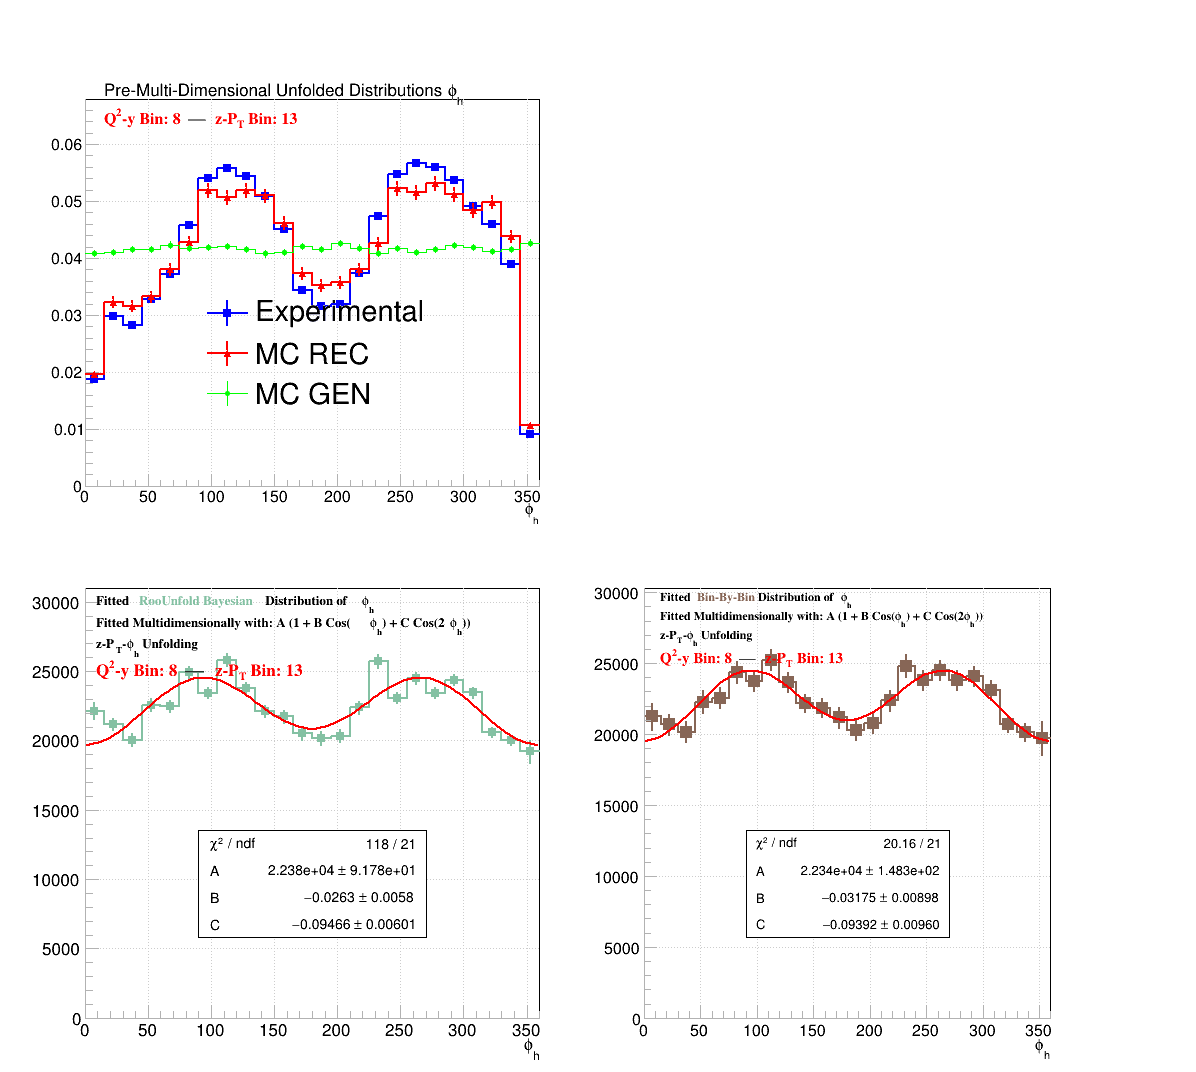 Pre-Multi-Dimensional Unfolded Distributions ϕh
Q2-y Bin: 8 — z-PT Bin: 13
0.06
0.05
0.04
0.03
0.02
0.01
0
Experimental
MC REC
MC GEN
0 50 100 150 200 250 300 350
ϕh
Fitted RooUnfold Bayesian Distribution of ϕh
Fitted Multidimensionally with: A (1 + B Cos(ϕh) + C Cos(2 ϕh))
z-PT-ϕh Unfolding
Q2-y Bin: 8 — z-PT Bin: 13
30000
25000
20000
15000
10000
5000
0
χ2 / ndf 118 / 21
A 2.238e+04 ± 9.178e+01
B −0.0263 ± 0.0058
C −0.09466 ± 0.00601
0 50 100 150 200 250 300 350
ϕh
Fitted Bin-By-Bin Distribution of ϕh
Fitted Multidimensionally with: A (1 + B Cos(ϕh) + C Cos(2ϕh))
z-PT-ϕh Unfolding
Q2-y Bin: 8 — z-PT Bin: 13
30000
25000
20000
15000
10000
5000
0
χ2 / ndf 20.16 / 21
A 2.234e+04 ± 1.483e+02
B −0.03175 ± 0.00898
C −0.09392 ± 0.00960
0 50 100 150 200 250 300 350
ϕh